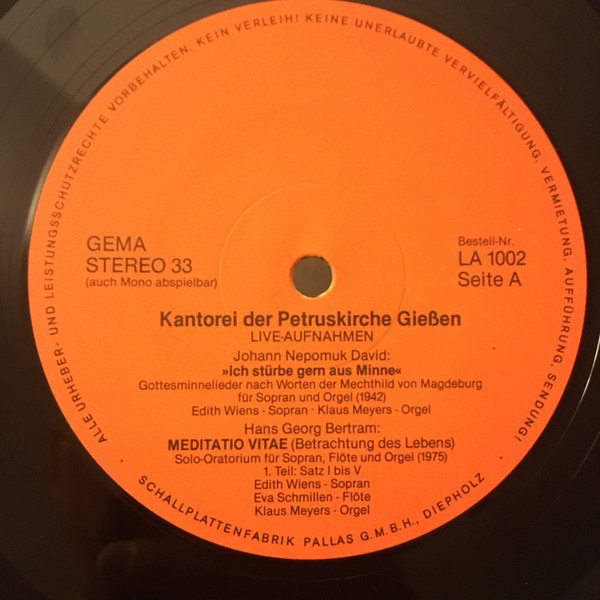 ALLE URHEBER- UND LEISTUNGSSCHUTZRECHTE VORBEHALTEN. KEIN VERLEIH! KEINE UNERLAUBTE VERVIELFÄLTIGUNG, VERMIETUNG, AUFFÜHRUNG, SENDUNG!
GEMA
STEREO 33
(auch Mono abspielbar)
Bestell-Nr.
LA 1002
Seite A
Kantorei der Petruskirche Gießen
LIVE-AUFNAHMEN
Johann Nepomuk David:
»Ich stürbe gern aus Minne«
Gottesminnelieder nach Worten der Mechthild von Magdeburg
für Sopran und Orgel (1942)
Edith Wiens - Sopran · Klaus Meyers - Orgel
Hans Georg Bertram:
MEDITATIO VITAE (Betrachtung des Lebens)
Solo-Oratorium für Sopran, Flöte und Orgel (1975)
1. Teil: Satz I bis V
Edith Wiens - Sopran
Eva Schmillen - Flöte
Klaus Meyers - Orgel
· SCHALLPLATTENFABRIK PALLAS G.M.B.H., DIEPHOLZ ·